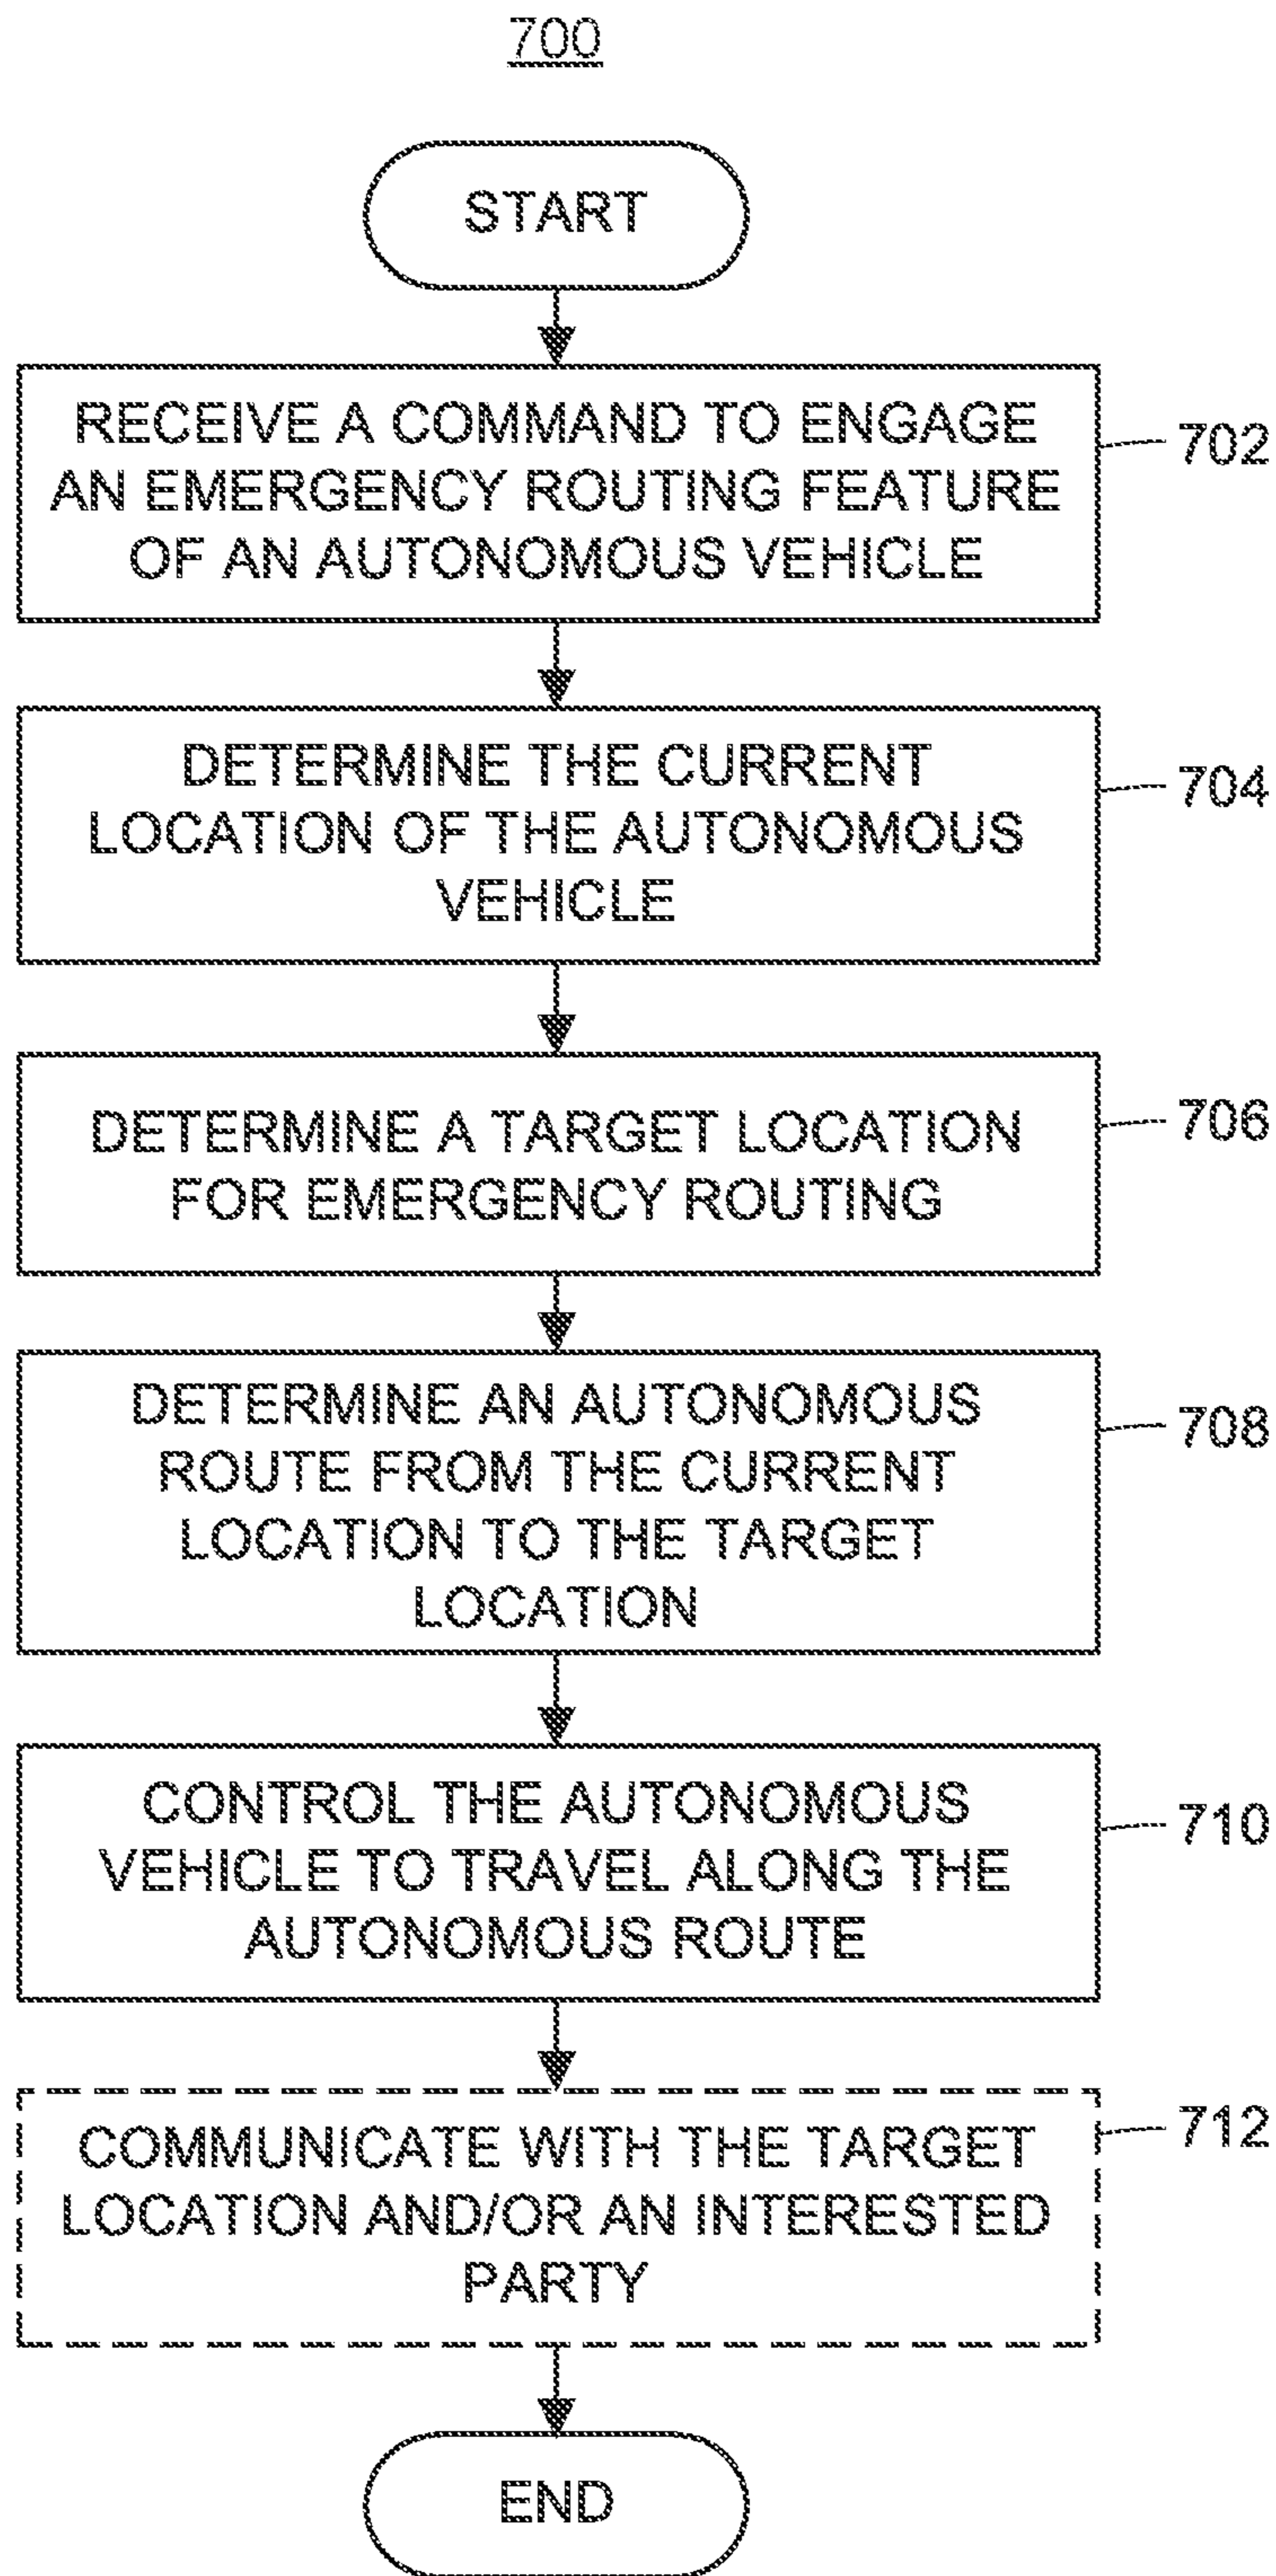 700
START
RECEIVE A COMMAND TO ENGAGE
AN EMERGENCY ROUTING FEATURE
OF AN AUTONOMOUS VEHICLE
702
DETERMINE THE CURRENT
LOCATION OF THE AUTONOMOUS
VEHICLE
704
DETERMINE A TARGET LOCATION
FOR EMERGENCY ROUTING
706
DETERMINE AN AUTONOMOUS
ROUTE FROM THE CURRENT
LOCATION TO THE TARGET
LOCATION
708
CONTROL THE AUTONOMOUS
VEHICLE TO TRAVEL ALONG THE
AUTONOMOUS ROUTE
710
COMMUNICATE WITH THE TARGET
LOCATION AND/OR AN INTERESTED
PARTY
712
END